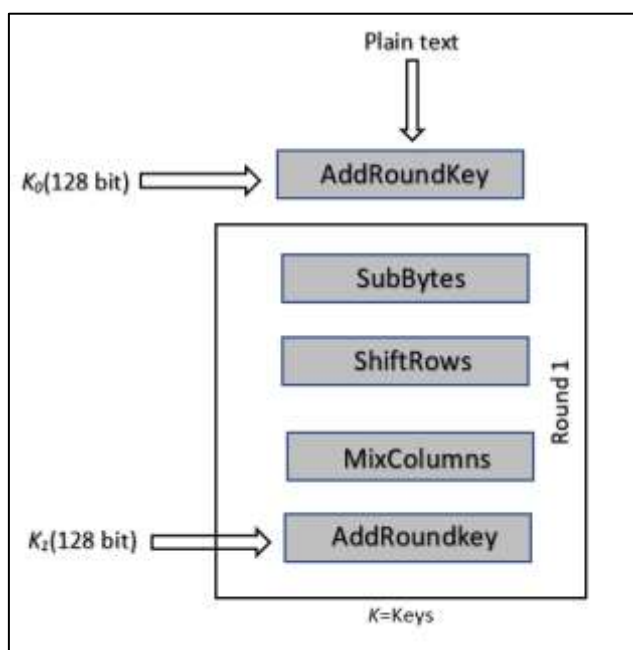 Plain text
K0(128 bit)
AddRoundKey
SubBytes
ShiftRows
Round 1
MixColumns
K1(128 bit)
AddRoundkey
K=Keys